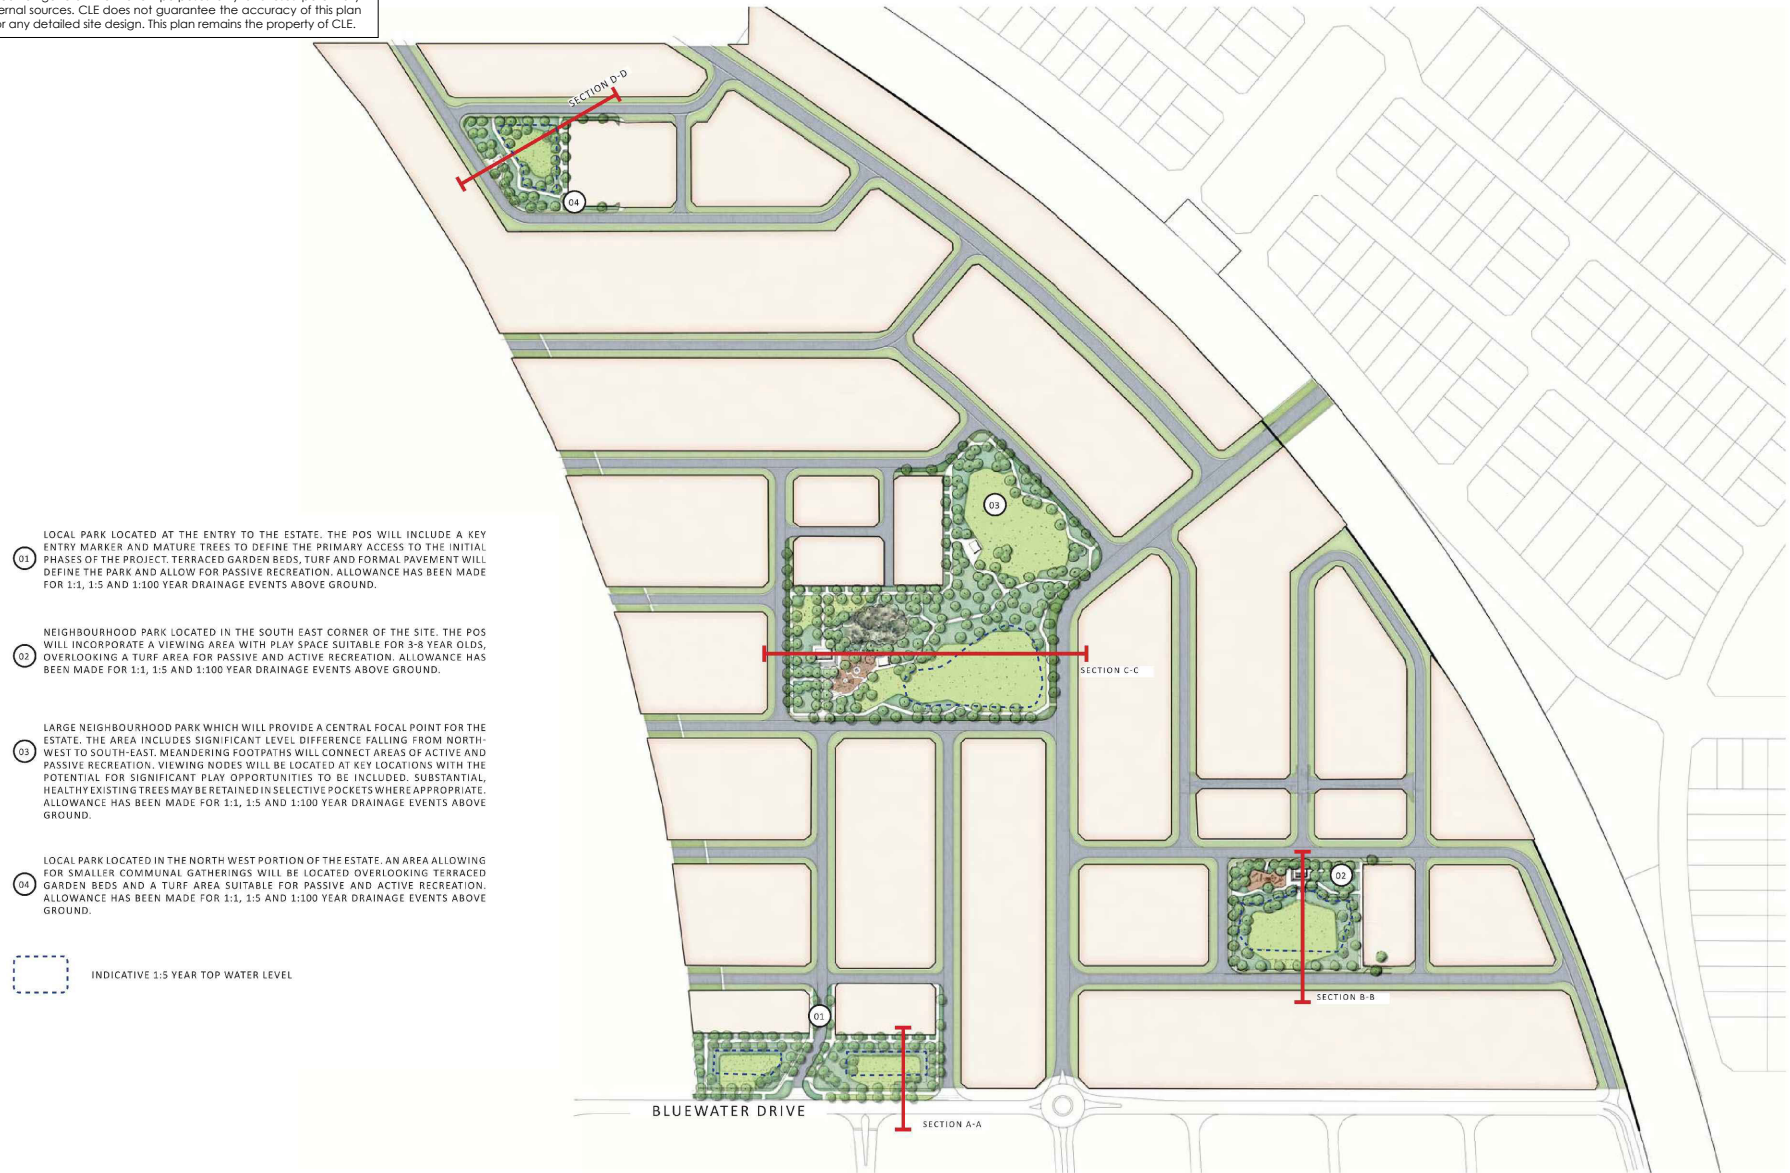 ernal sources. CLE does not guarantee the accuracy of this plan
or any detailed site design. This plan remains the property of CLE.
SECTION D-D
04
03
SECTION C-C
02
SECTION B-B
01
BLUEWATER DRIVE
SECTION A-A
01
LOCAL PARK LOCATED AT THE ENTRY TO THE ESTATE. THE POS WILL INCLUDE A KEY
ENTRY MARKER AND MATURE TREES TO DEFINE THE PRIMARY ACCESS TO THE INITIAL
PHASES OF THE PROJECT. TERRACED GARDEN BEDS, TURF AND FORMAL PAVEMENT WILL
DEFINE THE PARK AND ALLOW FOR PASSIVE RECREATION. ALLOWANCE HAS BEEN MADE
FOR 1:1, 1:5 AND 1:100 YEAR DRAINAGE EVENTS ABOVE GROUND.
02
NEIGHBOURHOOD PARK LOCATED IN THE SOUTH EAST CORNER OF THE SITE. THE POS
WILL INCORPORATE A VIEWING AREA WITH PLAY SPACE SUITABLE FOR 3-8 YEAR OLDS,
OVERLOOKING A TURF AREA FOR PASSIVE AND ACTIVE RECREATION. ALLOWANCE HAS
BEEN MADE FOR 1:1, 1:5 AND 1:100 YEAR DRAINAGE EVENTS ABOVE GROUND.
03
LARGE NEIGHBOURHOOD PARK WHICH WILL PROVIDE A CENTRAL FOCAL POINT FOR THE
ESTATE. THE AREA INCLUDES SIGNIFICANT LEVEL DIFFERENCE FALLING FROM NORTH-
WEST TO SOUTH-EAST. MEANDERING FOOTPATHS WILL CONNECT AREAS OF ACTIVE AND
PASSIVE RECREATION. VIEWING NODES WILL BE LOCATED AT KEY LOCATIONS WITH THE
POTENTIAL FOR SIGNIFICANT PLAY OPPORTUNITIES TO BE INCLUDED. SUBSTANTIAL,
HEALTHY EXISTING TREES MAY BE RETAINED IN SELECTIVE POCKETS WHERE APPROPRIATE.
ALLOWANCE HAS BEEN MADE FOR 1:1, 1:5 AND 1:100 YEAR DRAINAGE EVENTS ABOVE
GROUND.
04
LOCAL PARK LOCATED IN THE NORTH WEST PORTION OF THE ESTATE. AN AREA ALLOWING
FOR SMALLER COMMUNAL GATHERINGS WILL BE LOCATED OVERLOOKING TERRACED
GARDEN BEDS AND A TURF AREA SUITABLE FOR PASSIVE AND ACTIVE RECREATION.
ALLOWANCE HAS BEEN MADE FOR 1:1, 1:5 AND 1:100 YEAR DRAINAGE EVENTS ABOVE
GROUND.
INDICATIVE 1:5 YEAR TOP WATER LEVEL